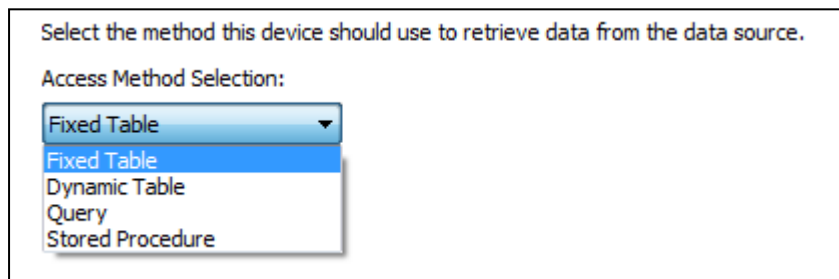 Select the method this device should use to retrieve data from the data source.
Access Method Selection:
Fixed Table
Fixed Table
Dynamic Table
Query
Stored Procedure